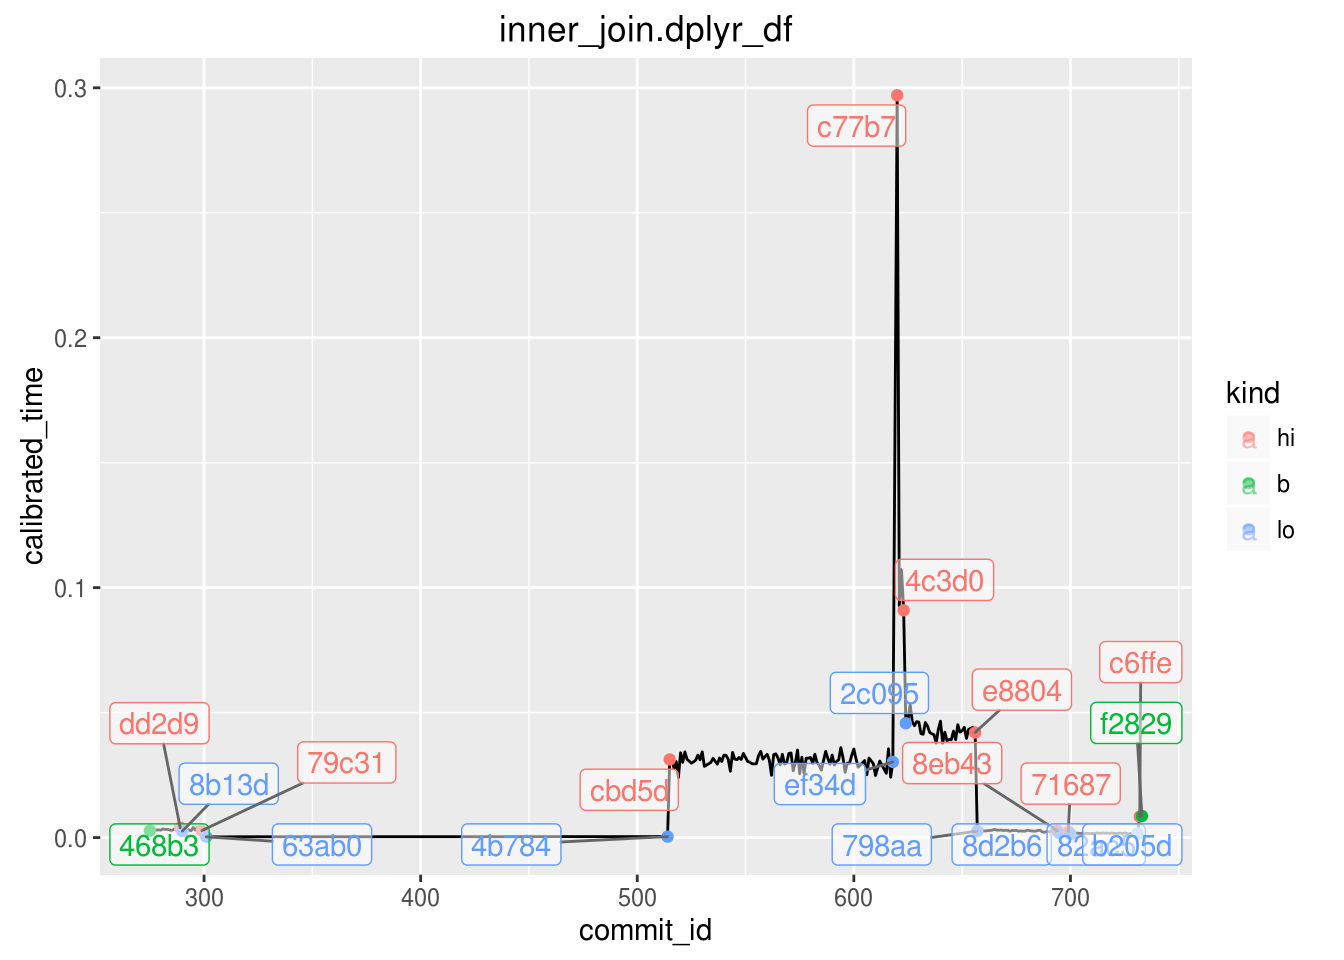 inner_join.dplyr_df
calibrated_time
0.3
0.2
0.1
0.0
c77b7
4c3d0
2c095
e8804
c6ffe
f2829
dd2d9
8b13d
79c31
cbd5d
ef34d
8eb43
71687
468b3
63ab0
4b784
798aa
8d2b6
b205d
300
400
500
600
700
commit_id
kind
hi
b
lo